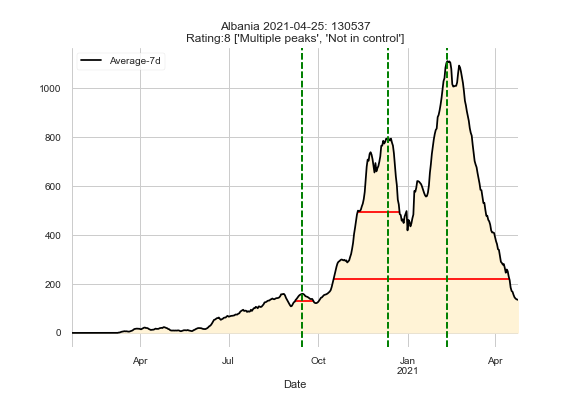 Albania 2021-04-25: 130537
Rating:8 ['Multiple peaks', 'Not in control']
Average-7d
1000
800
600
400
200
0
Apr Jul Oct Jan Apr
2021
Date